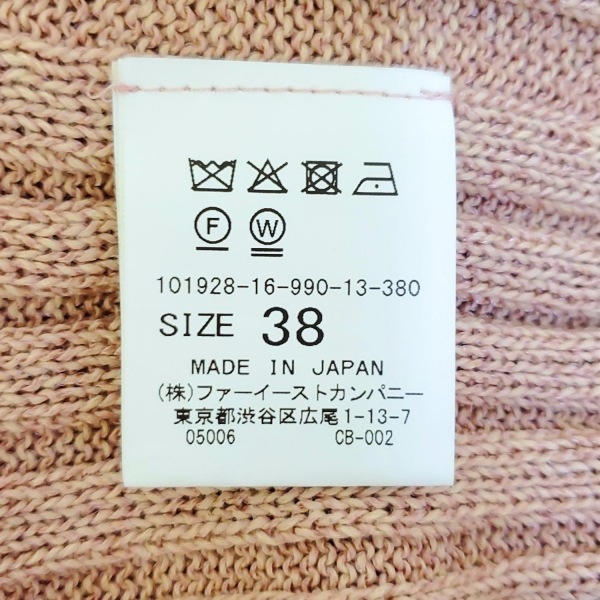 F W
101928-16-990-13-380
SIZE 38
MADE IN JAPAN
(株)ファーイーストカンパニー
東京都渋谷区広尾1-13-7
05006 CB-002